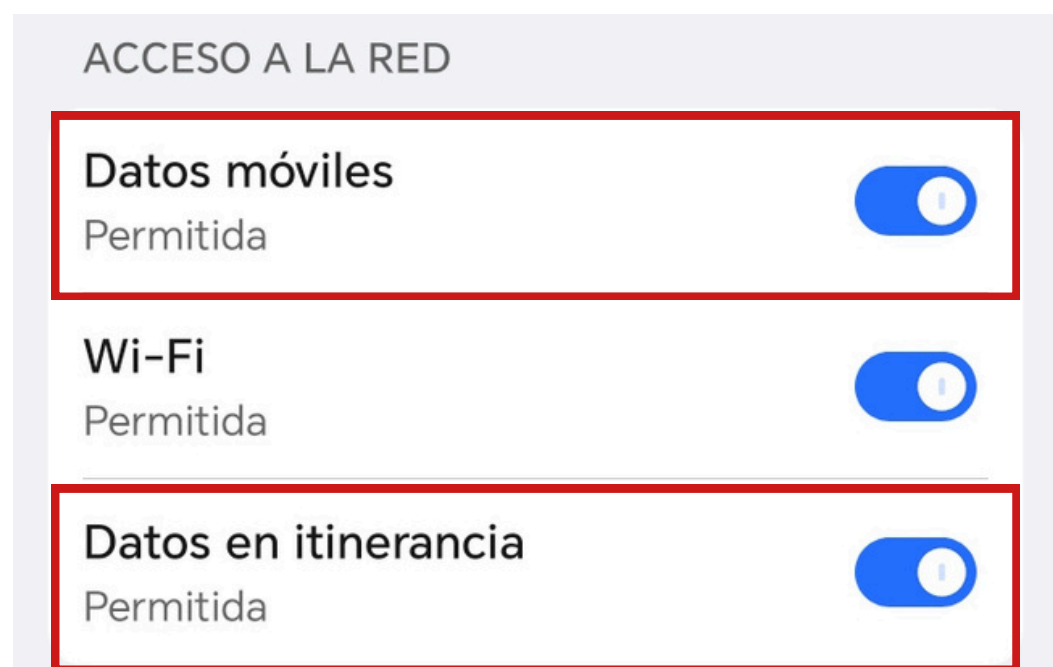 ACCESO A LA RED
Datos móviles
Permitida
Wi-Fi
Permitida
Datos en itinerancia
Permitida